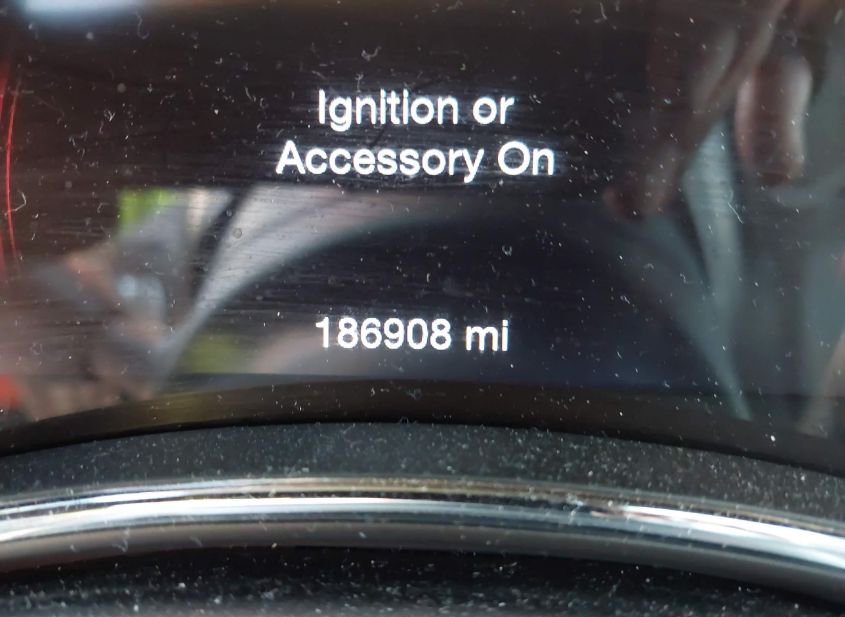 Ignition or
Accessory On
186908 mi